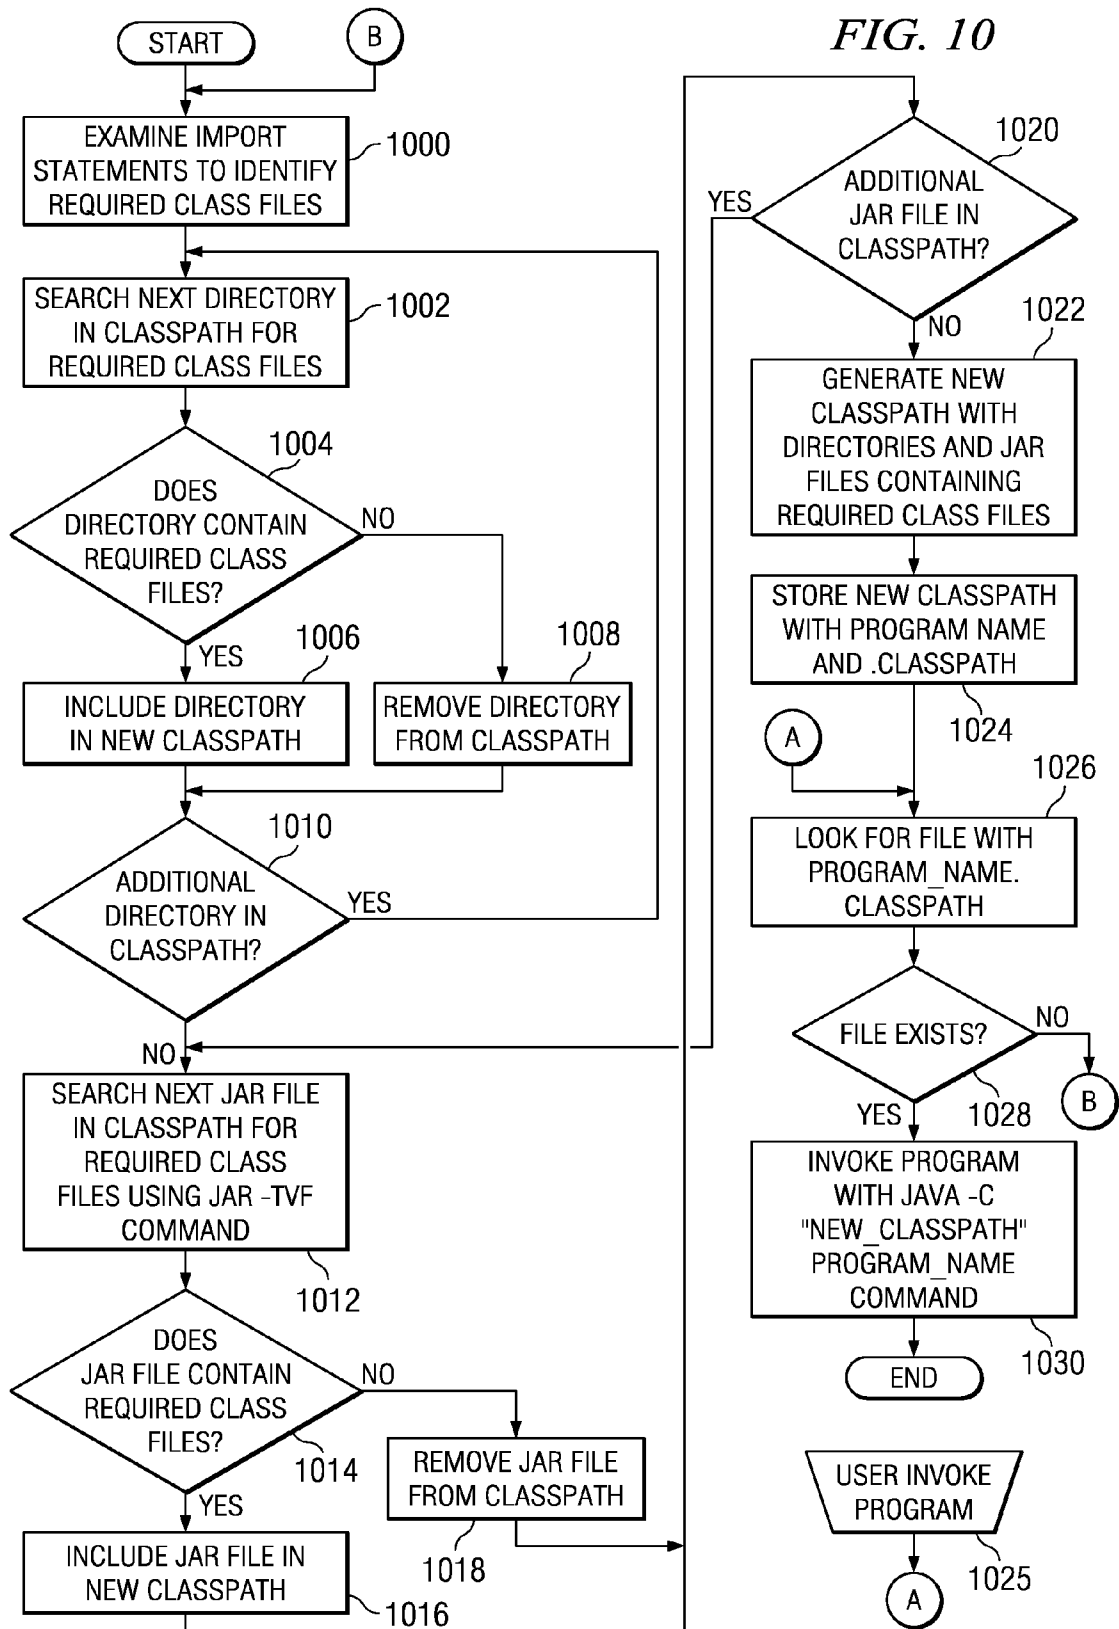 FIG. 10
START
B
EXAMINE IMPORT
STATEMENTS TO IDENTIFY
REQUIRED CLASS FILES
1000
SEARCH NEXT DIRECTORY
IN CLASSPATH FOR
REQUIRED CLASS FILES
1002
DOES
DIRECTORY CONTAIN
REQUIRED CLASS
FILES?
1004
NO
YES
1006
INCLUDE DIRECTORY
IN NEW CLASSPATH
1008
REMOVE DIRECTORY
FROM CLASSPATH
1010
ADDITIONAL
DIRECTORY IN
CLASSPATH?
YES
NO
SEARCH NEXT JAR FILE
IN CLASSPATH FOR
REQUIRED CLASS
FILES USING JAR -TVF
COMMAND
1012
DOES
JAR FILE CONTAIN
REQUIRED CLASS
FILES?
NO
1014
YES
REMOVE JAR FILE
FROM CLASSPATH
1018
INCLUDE JAR FILE IN
NEW CLASSPATH
1016
1020
ADDITIONAL
JAR FILE IN
CLASSPATH?
YES
NO
1022
GENERATE NEW
CLASSPATH WITH
DIRECTORIES AND JAR
FILES CONTAINING
REQUIRED CLASS FILES
STORE NEW CLASSPATH
WITH PROGRAM NAME
AND .CLASSPATH
1024
A
1026
LOOK FOR FILE WITH
PROGRAM_NAME.
CLASSPATH
FILE EXISTS?
NO
B
1028
YES
INVOKE PROGRAM
WITH JAVA -C
"NEW_CLASSPATH"
PROGRAM_NAME
COMMAND
1030
END
USER INVOKE
PROGRAM
1025
A